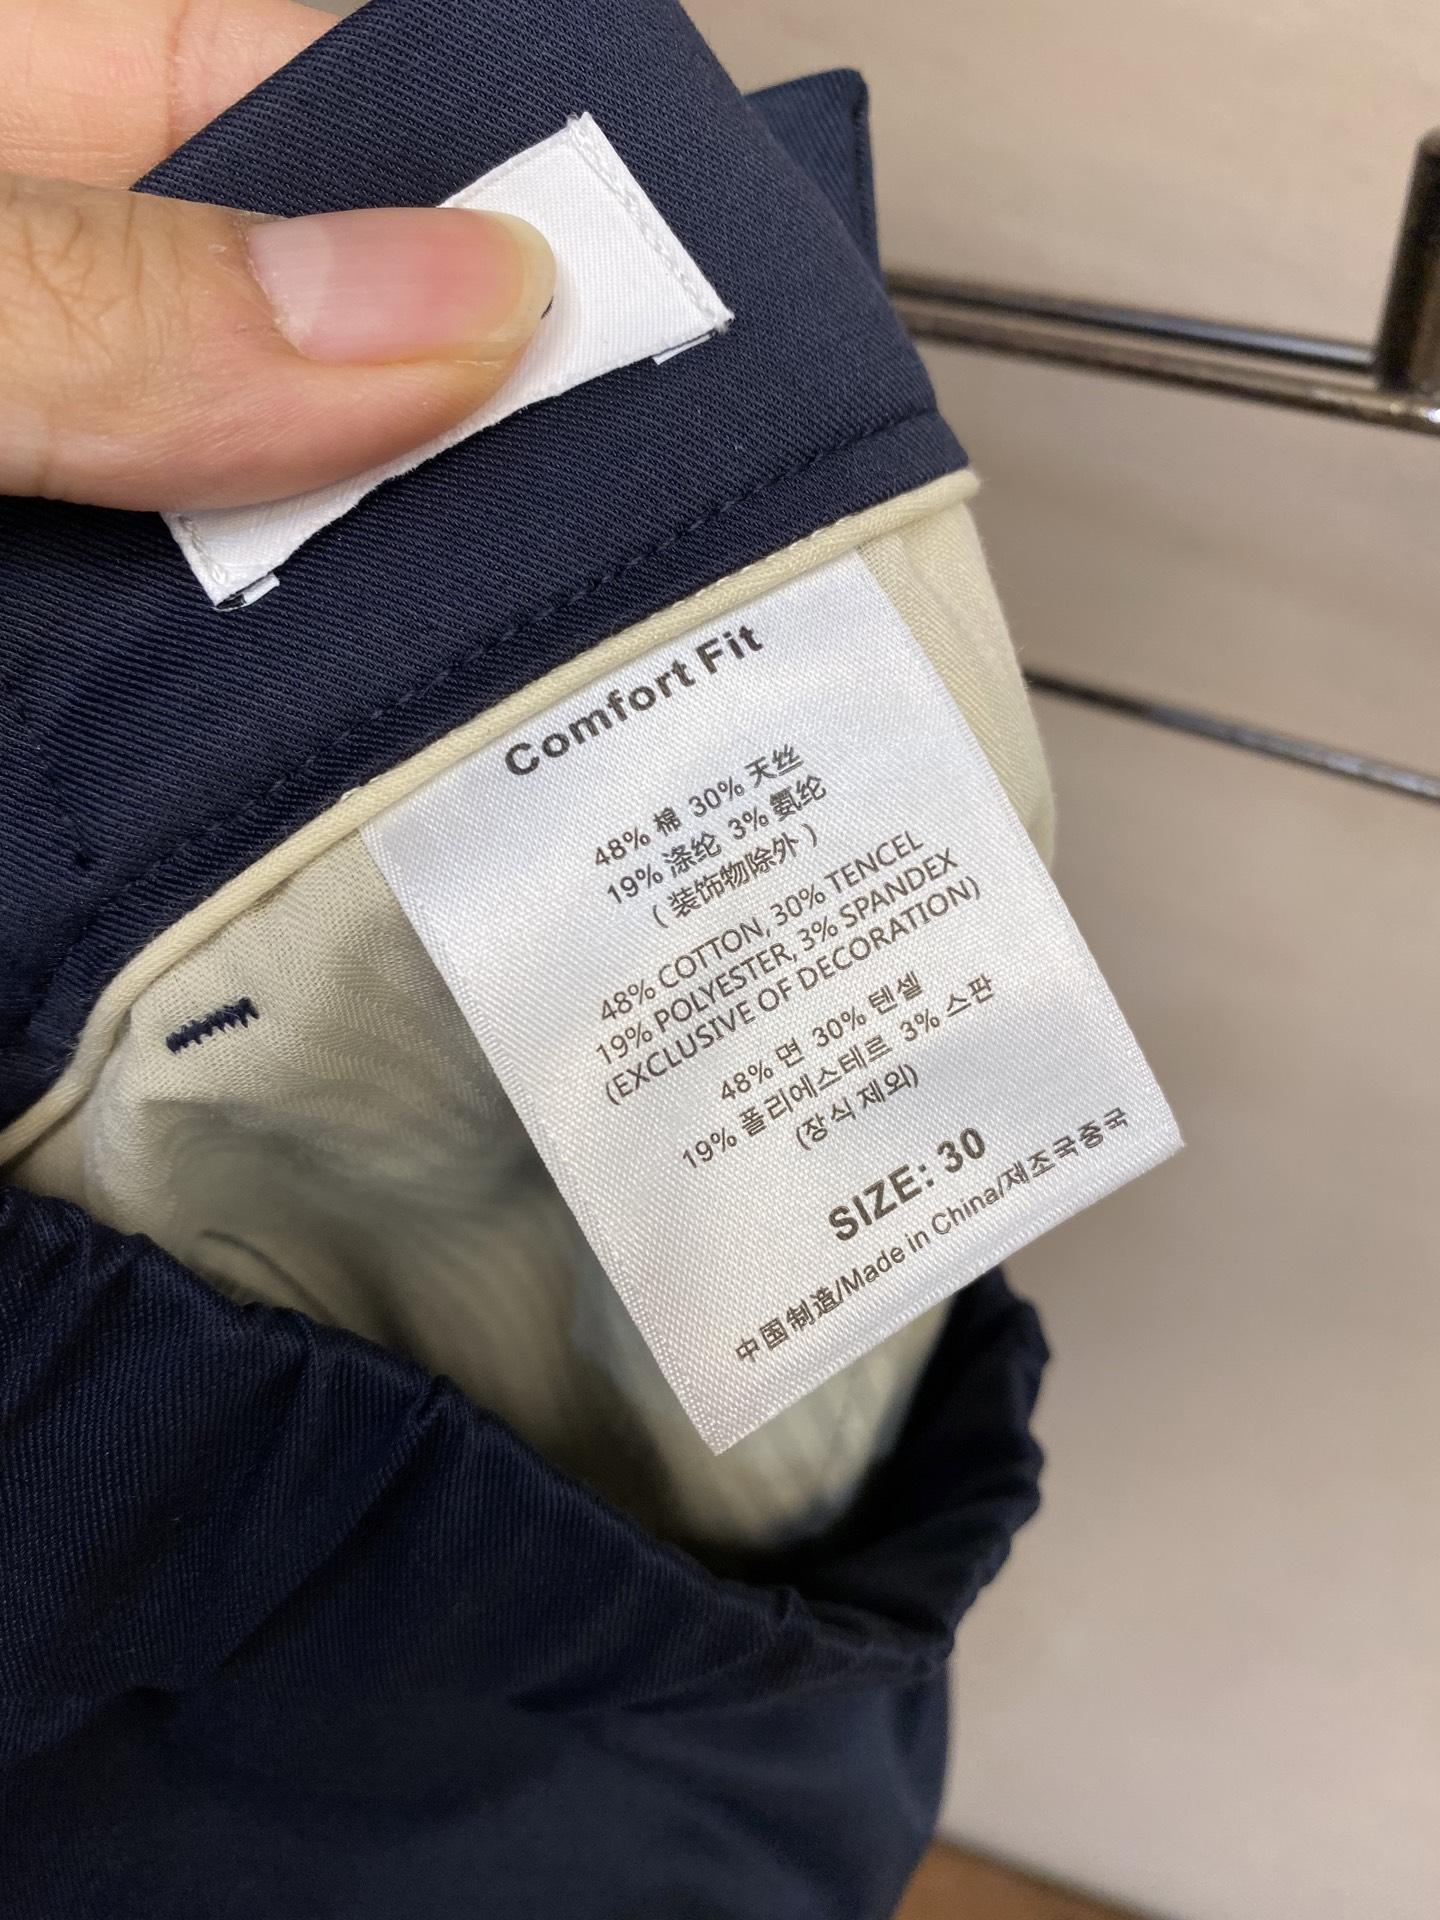 Comfort Fit
48% 棉 30% 天丝
19% 涤纶 3% 氨纶
( 装饰物除外 )
48% COTTON, 30% TENCEL
19% POLYESTER, 3% SPANDEX
(EXCLUSIVE OF DECORATION)
48% 면 30% 텐셀
19% 폴리에스테르 3% 스판
(장식 제외)
SIZE: 30
中国制造/Made in China/제조국중국